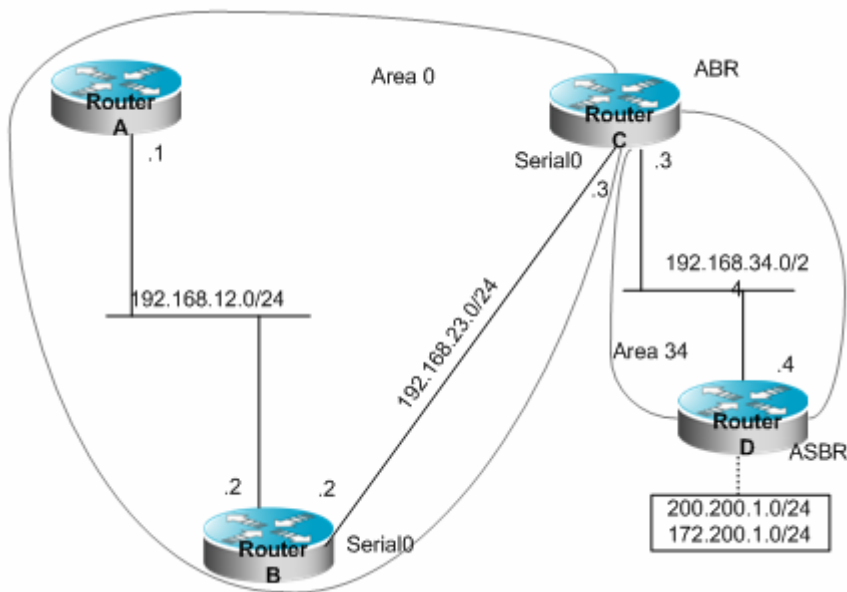 Area 0
ABR
Router
A
Router
C
.1
Serial0
.3
.3
192.168.12.0/24
192.168.23.0/24
192.168.34.0/2
4
Area 34
.4
Router
D
ASBR
.2
.2
Router
B
Serial0
200.200.1.0/24
172.200.1.0/24